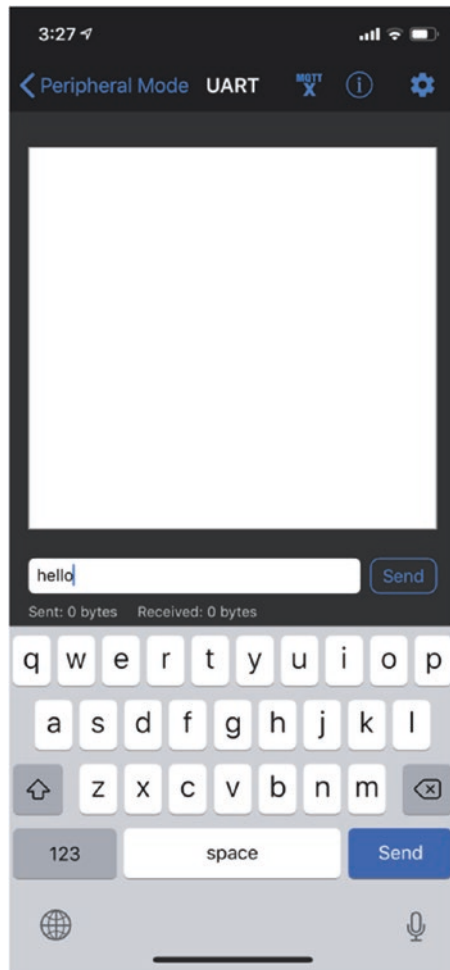 3:27
Peripheral Mode UART MQTT X i
hello Send
Sent: 0 bytes Received: 0 bytes
q w e r t y u i o p
a s d f g h j k l
z x c v b n m
123 space Send